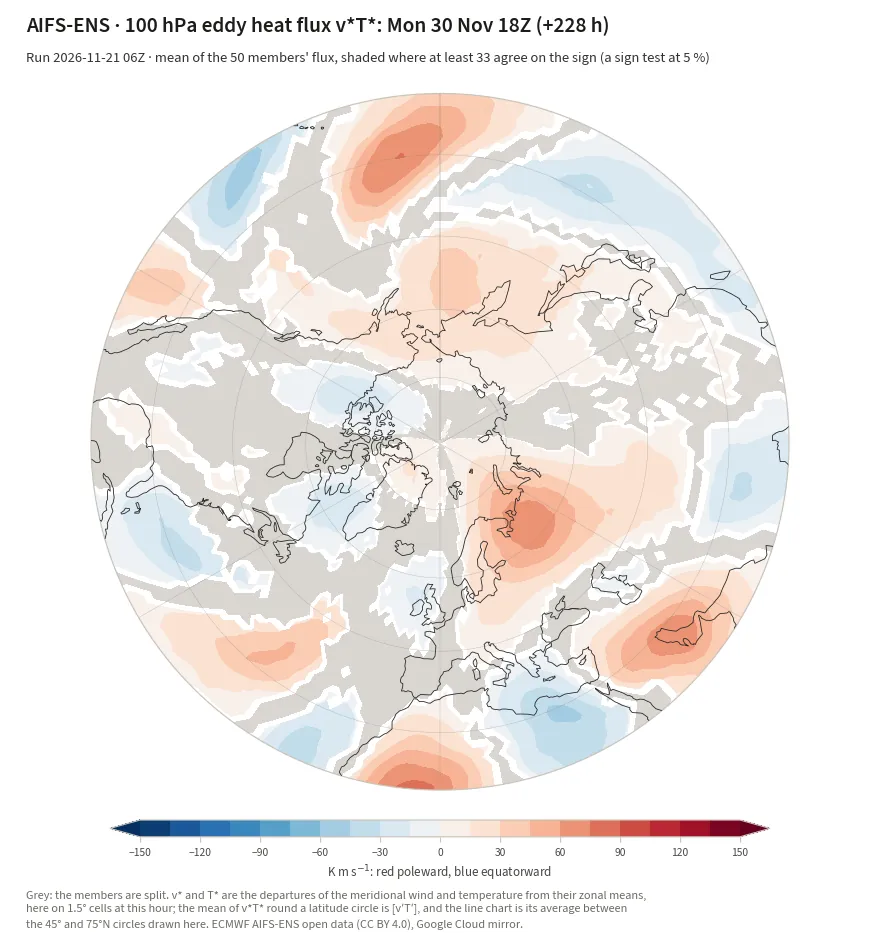 AIFS-ENS · 100 hPa eddy heat flux v*T*: Mon 30 Nov 18Z (+228 h)
Run 2026-11-21 06Z · mean of the 50 members' flux, shaded where at least 33 agree on the sign (a sign test at 5 %)
−150 −120 −90 −60 −30 0 30 60 90 120 150
K m s⁻¹: red poleward, blue equatorward
Grey: the members are split. v* and T* are the departures of the meridional wind and temperature from their zonal means,
here on 1.5° cells at this hour; the mean of v*T* round a latitude circle is [v'T'], and the line chart is its average between
the 45° and 75°N circles drawn here. ECMWF AIFS-ENS open data (CC BY 4.0), Google Cloud mirror.